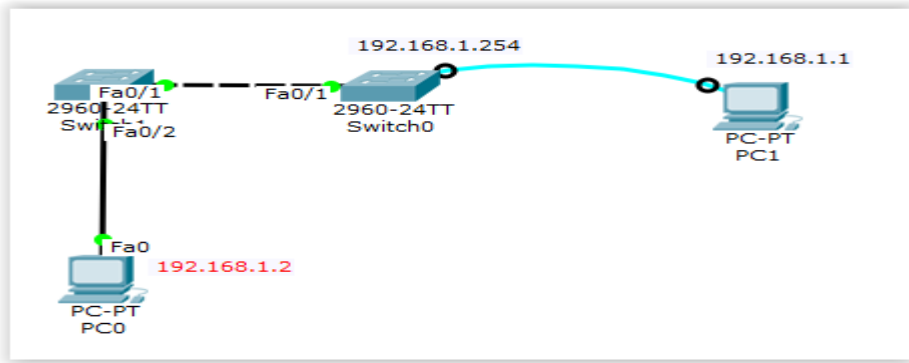 192.168.1.254
192.168.1.1
Fa0/1
2960-24TT
Switch1
Fa0/2
Fa0/1
2960-24TT
Switch0
PC-PT
PC1
Fa0
192.168.1.2
PC-PT
PC0